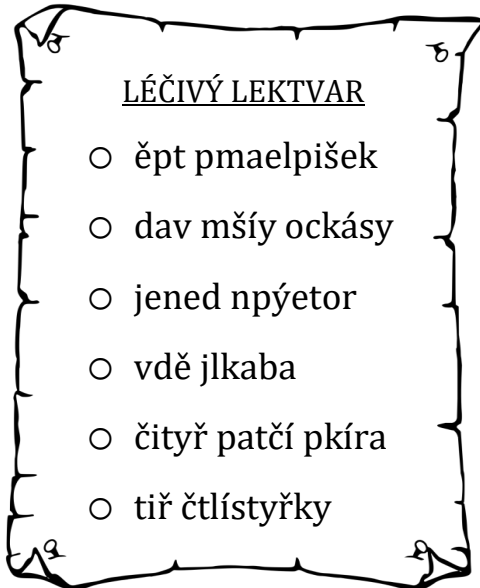 LÉČIVÝ LEKTVAR
○ ěpt pmaelpišek
○ dav mšíy ockásy
○ jened npýetor
○ vdě jlkaba
○ čityř patčí pkíra
○ tiř čtlístyřky